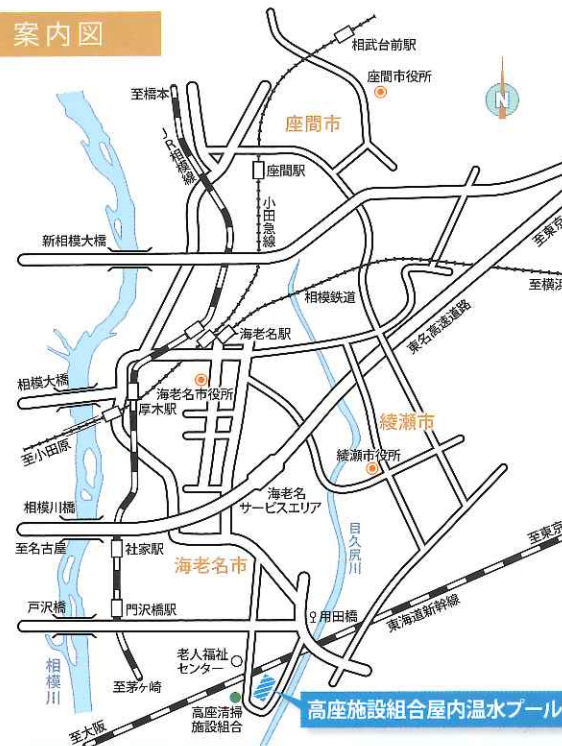 案内図
相武台前駅
座間市役所
N
至橋本
座間市
JR相模線
座間駅
小田急線
新相模大橋
至東京
相模鉄道
至横浜
海老名駅
東名高速道路
相模大橋
海老名市役所
厚木駅
綾瀬市
至小田原
綾瀬市役所
海老名
サービスエリア
相模川橋
目久尻川
至名古屋
社家駅
海老名市
至東京
戸沢橋
門沢橋駅
用田橋
東海道新幹線
老人福祉
センター
相模川
至茅ヶ崎
高座清掃
施設組合
高座施設組合屋内温水プール
至大阪